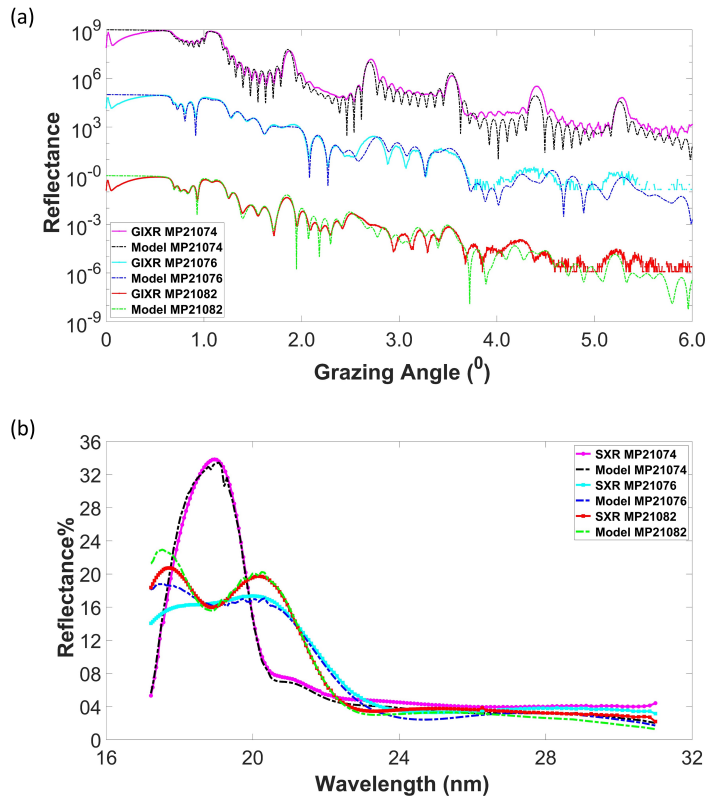 (a)
Reflectance
10^9
10^6
10^3
10^-0
10^-3
10^-6
10^-9
GIXR MP21074
Model MP21074
GIXR MP21076
Model MP21076
GIXR MP21082
Model MP21082
0 1.0 2.0 3.0 4.0 5.0 6.0
Grazing Angle (^0)
(b)
Reflectance%
36
32
28
24
20
16
12
08
04
0
SXR MP21074
Model MP21074
SXR MP21076
Model MP21076
SXR MP21082
Model MP21082
16 20 24 28 32
Wavelength (nm)